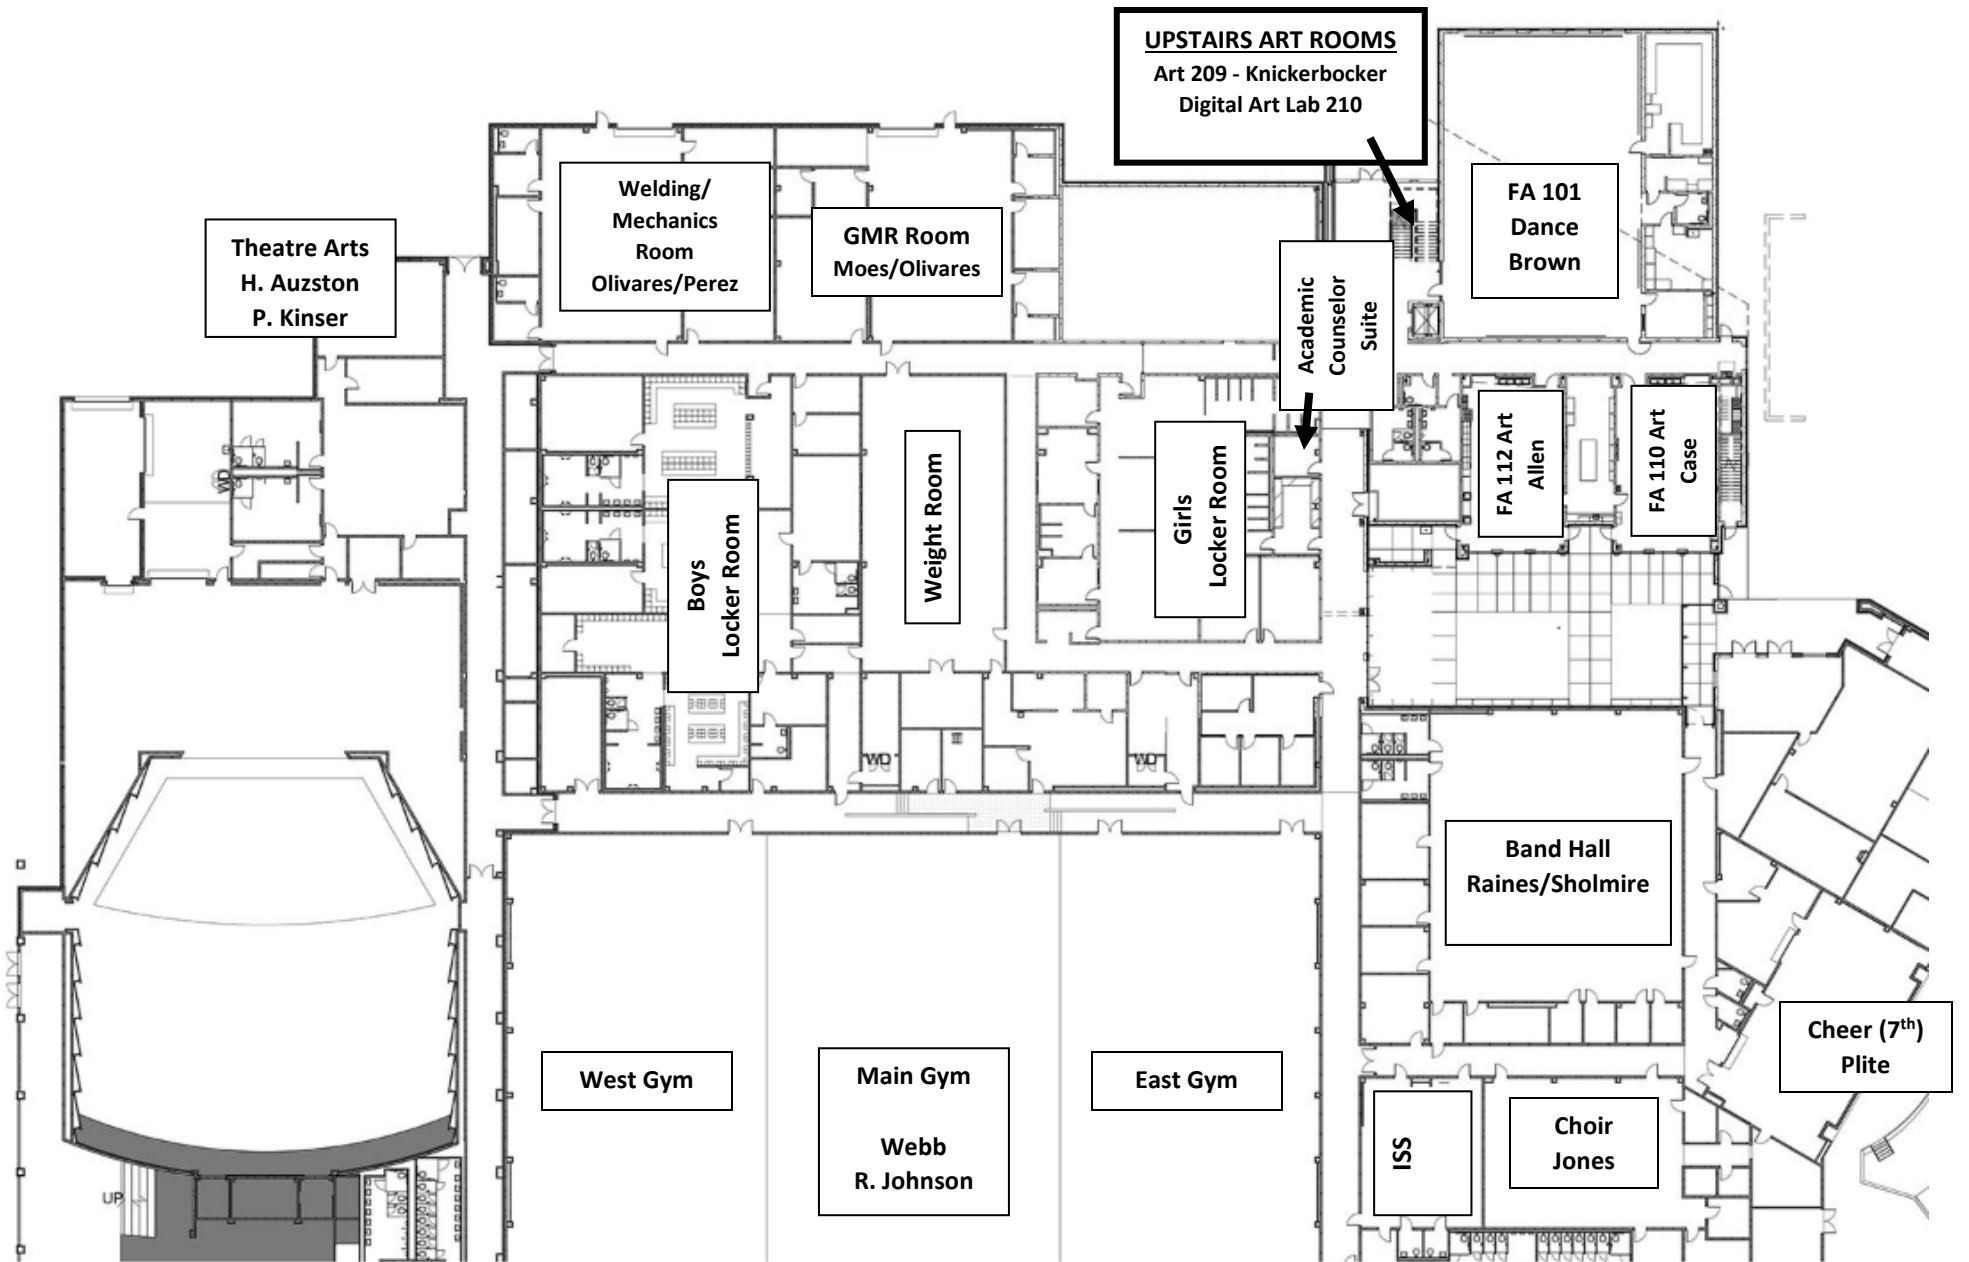 UPSTAIRS ART ROOMS
Art 209 - Knickerbocker
Digital Art Lab 210
Theatre Arts
H. Auzston
P. Kinser
Welding/
Mechanics
Room
Olivares/Perez
GMR Room
Moes/Olivares
Academic
Counselor
Suite
FA 101
Dance
Brown
Boys
Locker Room
Weight Room
Girls
Locker Room
FA 112 Art
Allen
FA 110 Art
Case
WD
WD
WD
Band Hall
Raines/Sholmire
West Gym
Main Gym
Webb
R. Johnson
East Gym
ISS
Choir
Jones
Cheer (7th)
Plite
UP